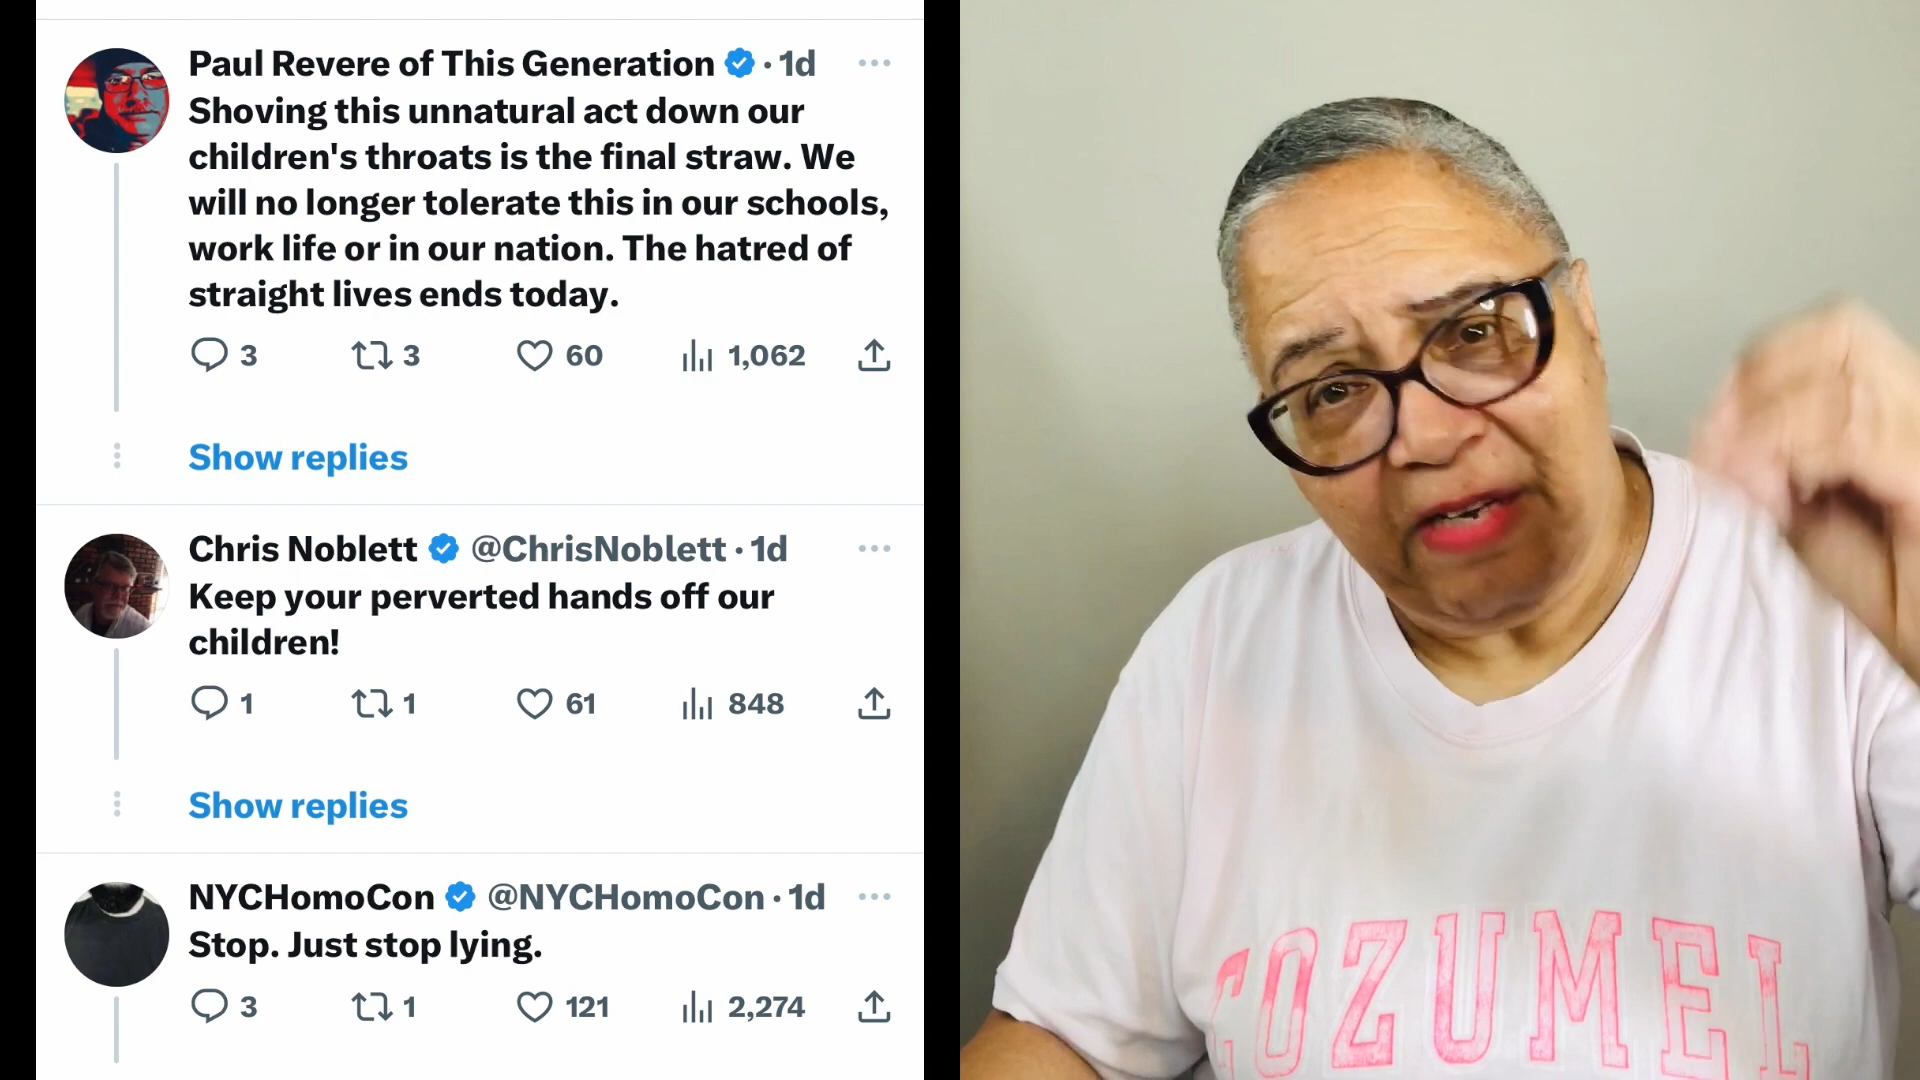 Paul Revere of This Generation · 1d
Shoving this unnatural act down our
children's throats is the final straw. We
will no longer tolerate this in our schools,
work life or in our nation. The hatred of
straight lives ends today.
3 3 60 1,062
Show replies
Chris Noblett @ChrisNoblett · 1d
Keep your perverted hands off our
children!
1 1 61 848
Show replies
NYCHomoCon @NYCHomoCon · 1d
Stop. Just stop lying.
3 1 121 2,274
COZUMEL